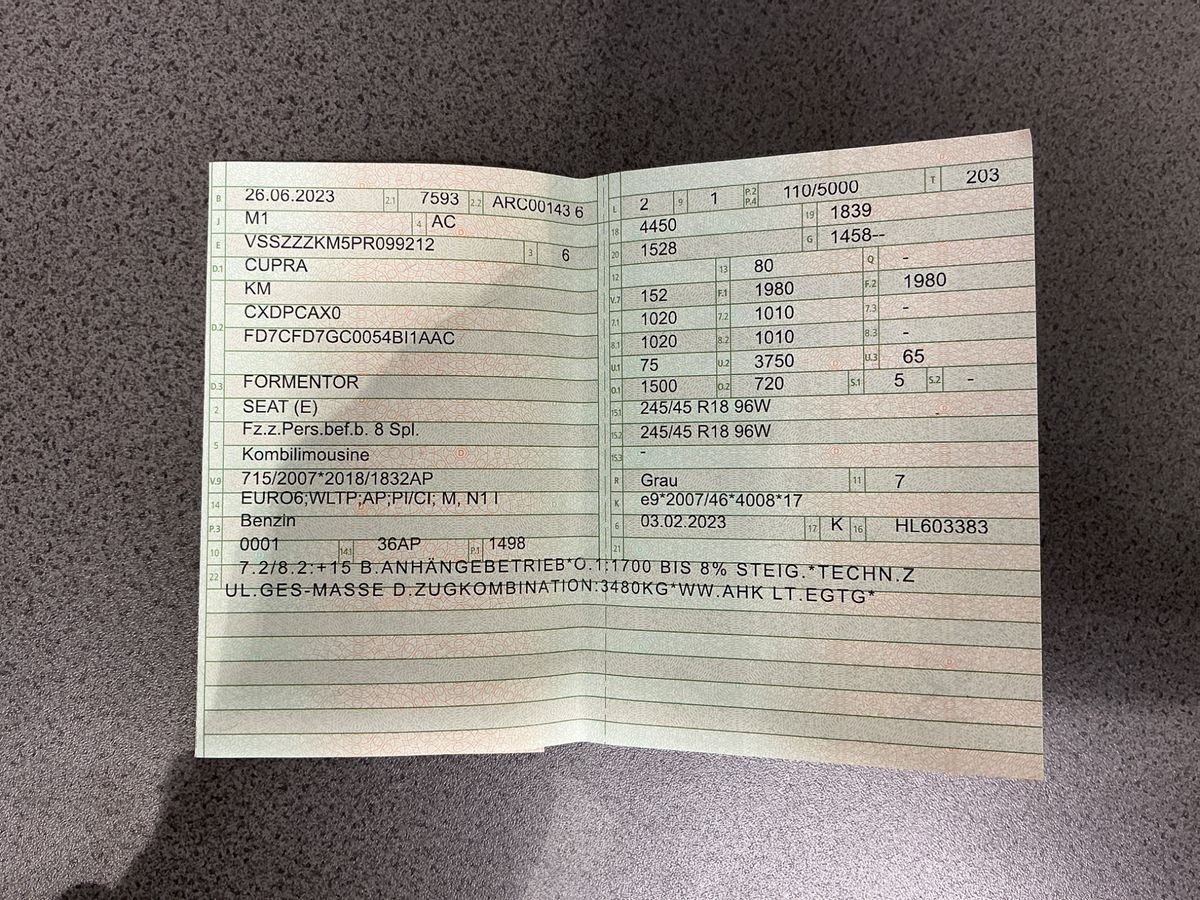 B 26.06.2023 2.1 7593 2.2 ARC00143 6
J M1 4 AC
E VSSZZZKM5PR099212 3 6
D.1 CUPRA
D.2 KM
CXDPCAX0
FD7CFD7GC0054BI1AAC
D.3 FORMENTOR
2 SEAT (E)
5 Fz.z.Pers.bef.b. 8 Spl.
Kombilimousine
V.9 715/2007*2018/1832AP
14 EURO6;WLTP;AP;PI/CI; M, N1 I
P.3 Benzin
10 0001 14.1 36AP P.1 1498
L 2 9 1 P.2 P.4 110/5000 T 203
18 4450 19 1839
20 1528 G 1458--
12 13 80 Q -
V.7 152 F.1 1980 F.2 1980
7.1 1020 7.2 1010 7.3 -
8.1 1020 8.2 1010 8.3 -
U.1 75 U.2 3750 U.3 65
O.1 1500 O.2 720 S.1 5 S.2 -
15.1 245/45 R18 96W
15.2 245/45 R18 96W
15.3 -
R Grau 11 7
K e9*2007/46*4008*17
6 03.02.2023 17 K 16 HL603383
21
22 7.2/8.2:+15 B.ANHÄNGEBETRIEB*O.1:1700 BIS 8% STEIG.*TECHN.Z
UL.GES-MASSE D.ZUGKOMBINATION:3480KG*WW.AHK LT.EGTG*